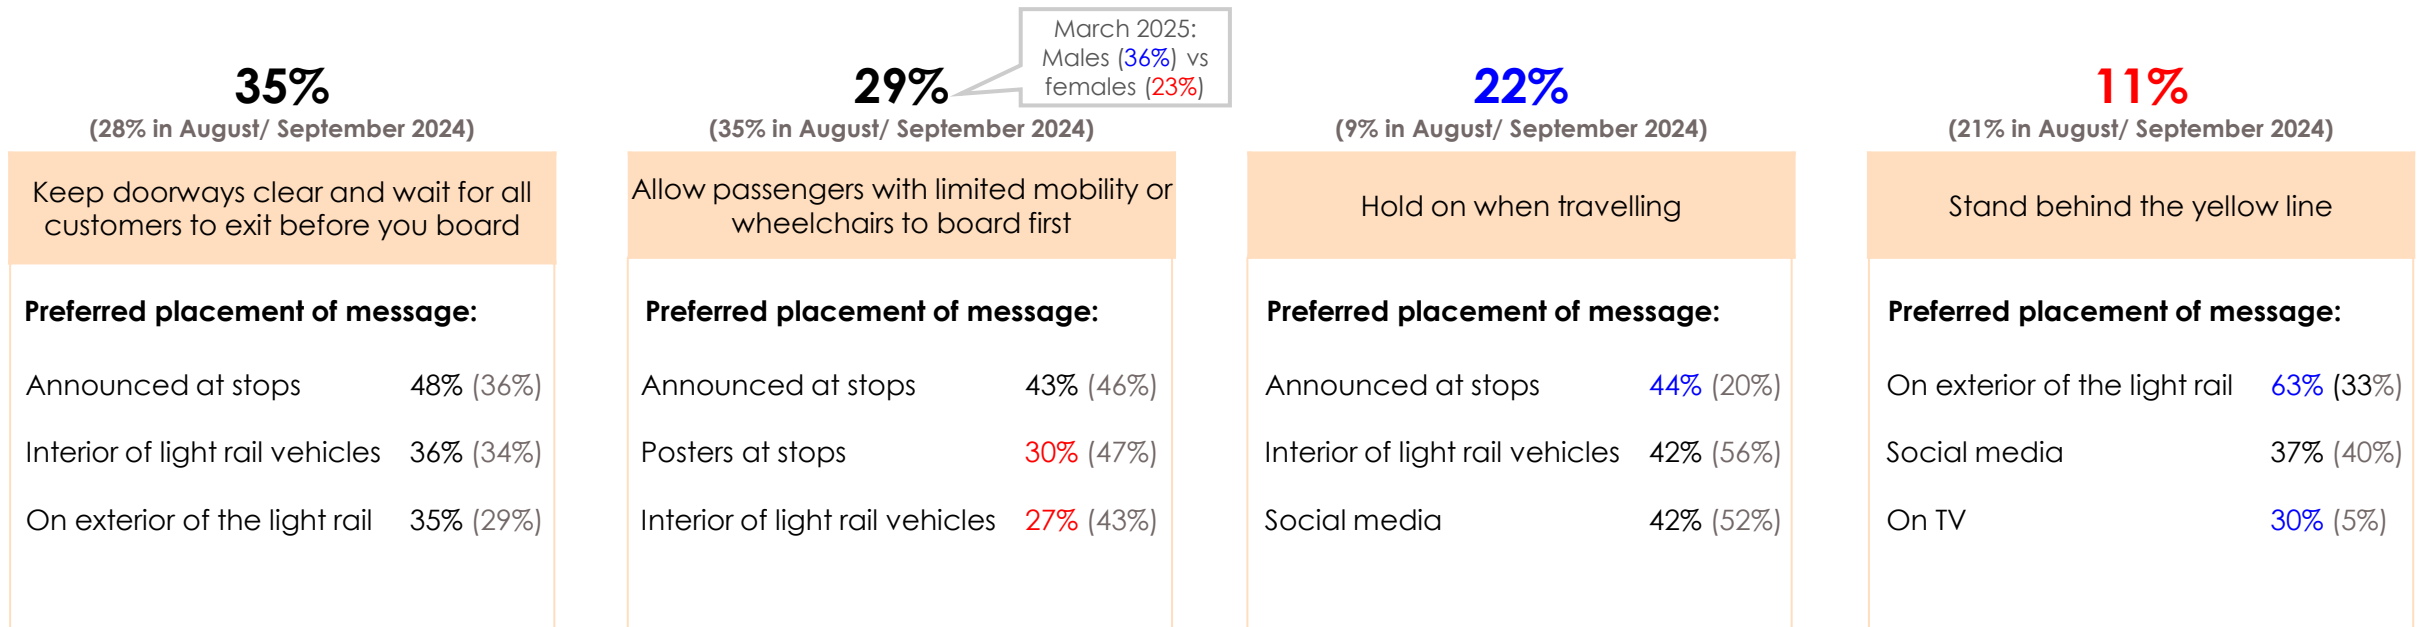 March 2025:
Males (36%) vs
females (23%)
35%
(28% in August/ September 2024)
Keep doorways clear and wait for all
customers to exit before you board
Preferred placement of message:
Announced at stops 48% (36%)
Interior of light rail vehicles 36% (34%)
On exterior of the light rail 35% (29%)
29%
(35% in August/ September 2024)
Allow passengers with limited mobility or
wheelchairs to board first
Preferred placement of message:
Announced at stops 43% (46%)
Posters at stops 30% (47%)
Interior of light rail vehicles 27% (43%)
22%
(9% in August/ September 2024)
Hold on when travelling
Preferred placement of message:
Announced at stops 44% (20%)
Interior of light rail vehicles 42% (56%)
Social media 42% (52%)
11%
(21% in August/ September 2024)
Stand behind the yellow line
Preferred placement of message:
On exterior of the light rail 63% (33%)
Social media 37% (40%)
On TV 30% (5%)